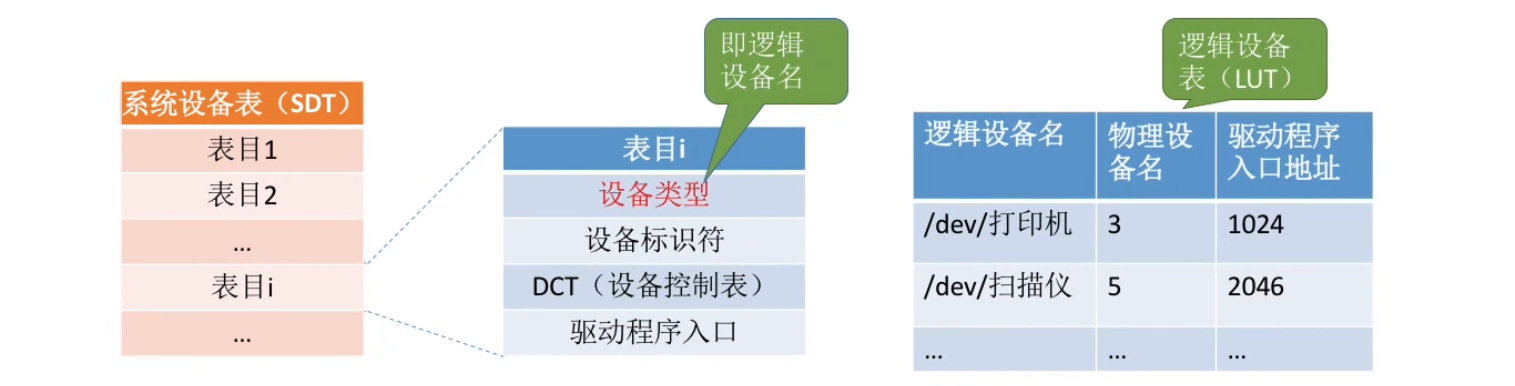 即逻辑
设备名
逻辑设备
表（LUT）
系统设备表（SDT）
表目1
表目2
...
表目i
...
表目i
设备类型
设备标识符
DCT（设备控制表）
驱动程序入口
逻辑设备名 物理设 驱动程序
备名 入口地址
/dev/打印机 3 1024
/dev/扫描仪 5 2046
... ... ...